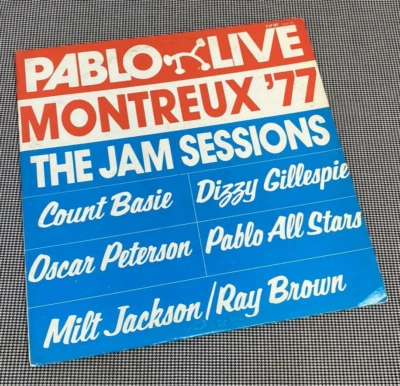 PABLO LIVE
MONTREUX '77
THE JAM SESSIONS
Count Basie
Dizzy Gillespie
Oscar Peterson
Pablo All Stars
Milt Jackson/Ray Brown